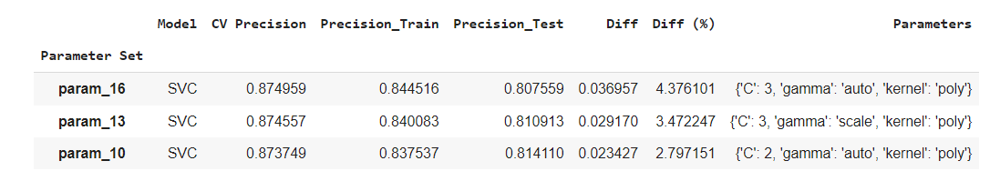 Model CV Precision Precision_Train Precision_Test Diff Diff (%) Parameters
Parameter Set
param_16 SVC 0.874959 0.844516 0.807559 0.036957 4.376101 {'C': 3, 'gamma': 'auto', 'kernel': 'poly'}
param_13 SVC 0.874557 0.840083 0.810913 0.029170 3.472247 {'C': 3, 'gamma': 'scale', 'kernel': 'poly'}
param_10 SVC 0.873749 0.837537 0.814110 0.023427 2.797151 {'C': 2, 'gamma': 'auto', 'kernel': 'poly'}